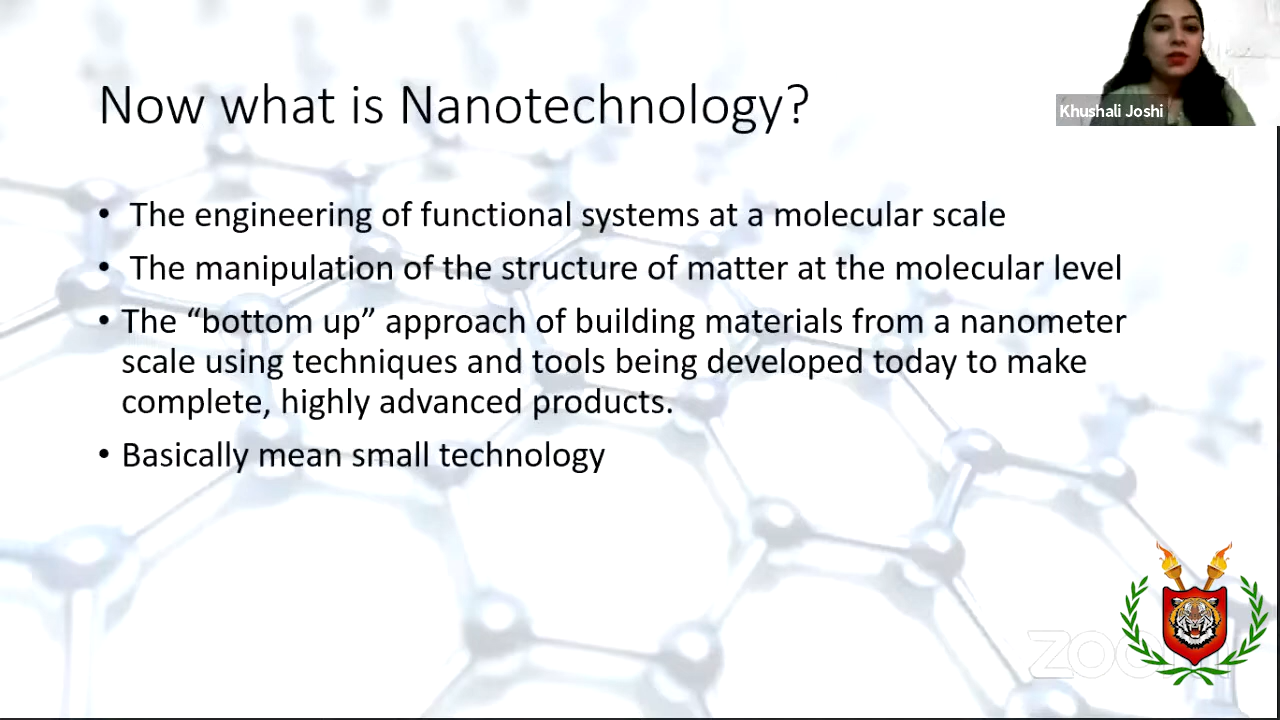 Khushali Joshi
Now what is Nanotechnology?
• The engineering of functional systems at a molecular scale
• The manipulation of the structure of matter at the molecular level
• The “bottom up” approach of building materials from a nanometer
scale using techniques and tools being developed today to make
complete, highly advanced products.
• Basically mean small technology
zoom